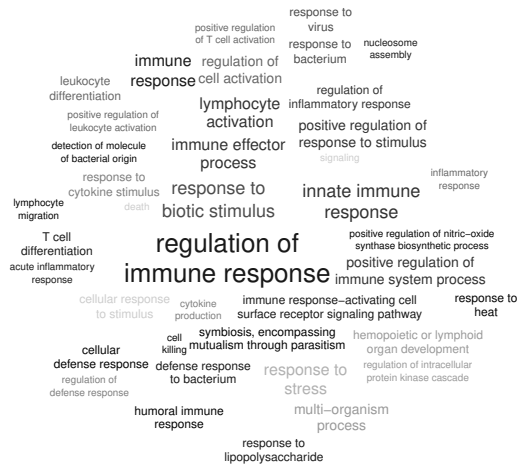 response to
virus
positive regulation
of T cell activation
response to
bacterium
nucleosome
assembly
immune
response
regulation of
cell activation
leukocyte
differentiation
lymphocyte
activation
regulation of
inflammatory response
positive regulation of
leukocyte activation
positive regulation of
response to stimulus
detection of molecule
of bacterial origin
immune effector
process
signaling
response to
cytokine stimulus
response to
biotic stimulus
innate immune
response
inflammatory
response
lymphocyte
migration
death
T cell
differentiation
regulation of
immune response
positive regulation of nitric−oxide
synthase biosynthetic process
acute inflammatory
response
positive regulation of
immune system process
cellular response
to stimulus
cytokine
production
immune response−activating cell
surface receptor signaling pathway
response to
heat
cell
killing
symbiosis, encompassing
mutualism through parasitism
hemopoietic or lymphoid
organ development
cellular
defense response
defense response
to bacterium
response to
stress
regulation of intracellular
protein kinase cascade
regulation of
defense response
humoral immune
response
multi−organism
process
response to
lipopolysaccharide